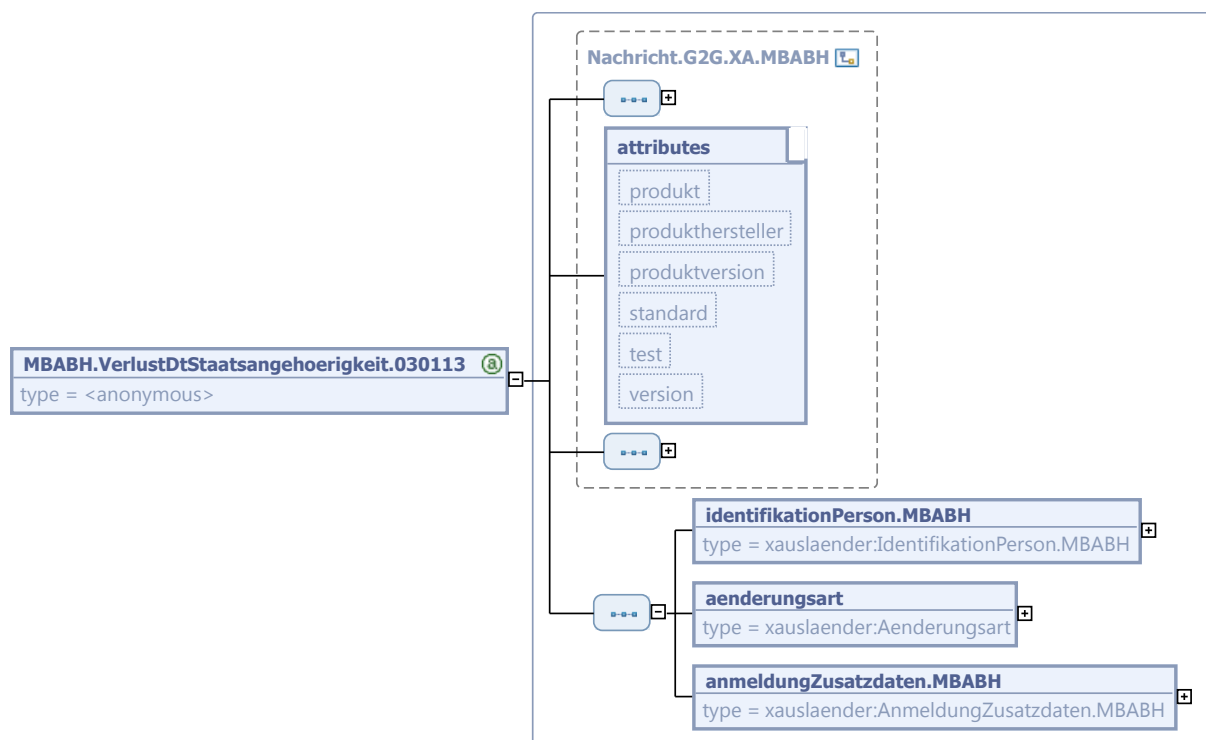 Nachricht.G2G.XA.MBABH
attributes
produkt
produkthersteller
produktversion
standard
test
version
MBABH.VerlustDtStaatsangehoerigkeit.030113 a
type = <anonymous>
identifikationPerson.MBABH
type = xauslaender:IdentifikationPerson.MBABH
aenderungsart
type = xauslaender:Aenderungsart
anmeldungZusatzdaten.MBABH
type = xauslaender:AnmeldungZusatzdaten.MBABH